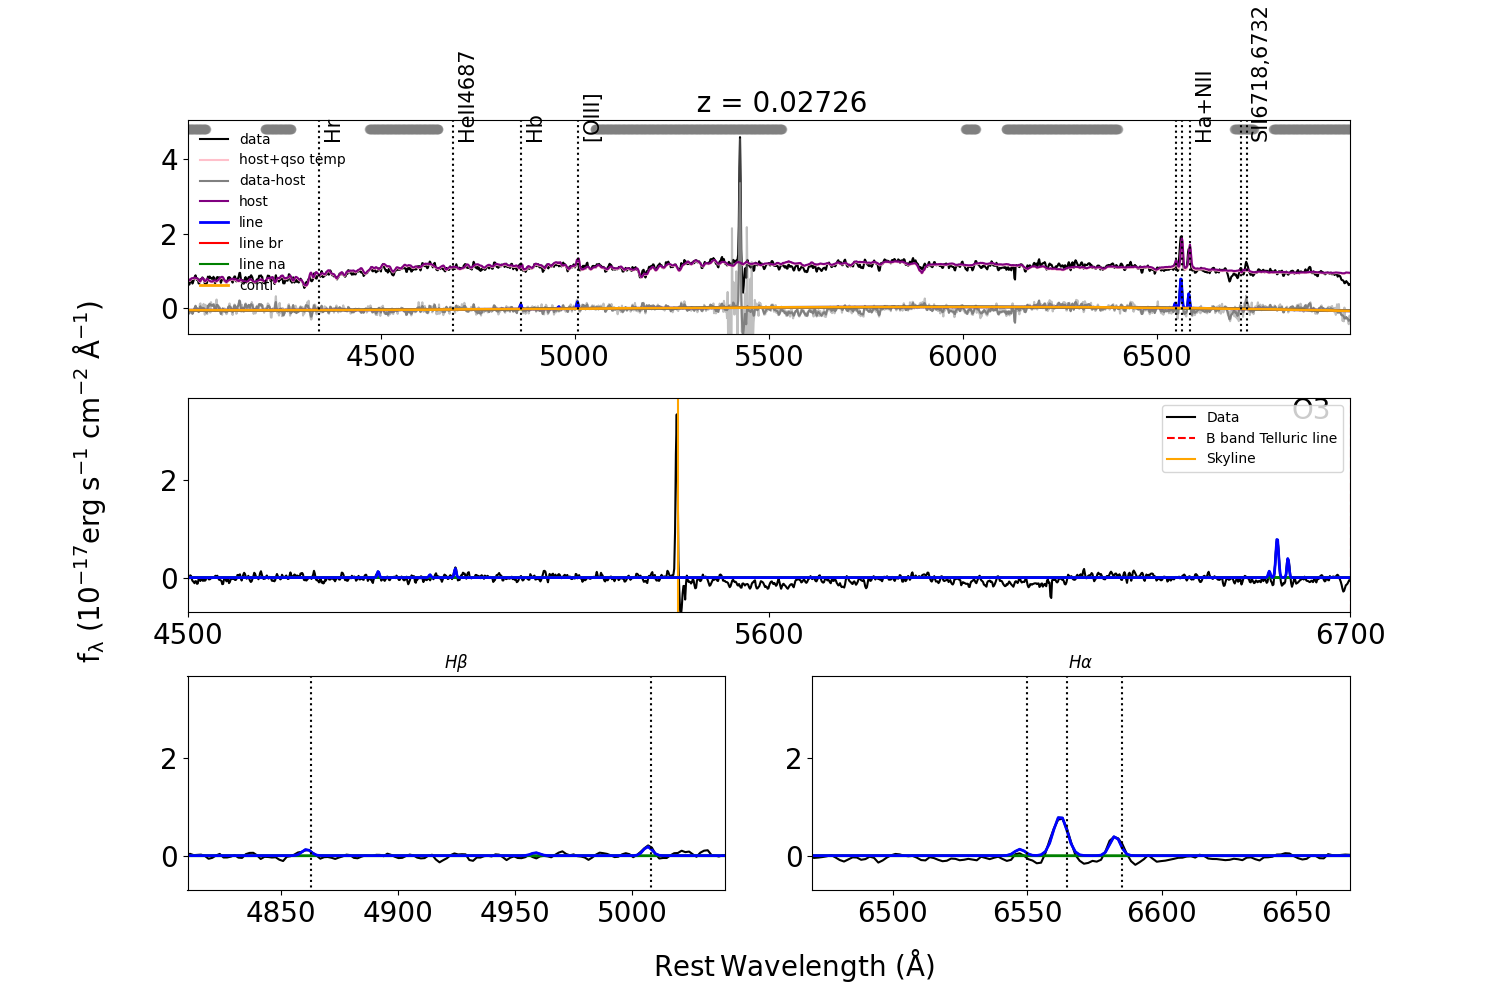 z = 0.02726
Hr
HeII4687
Hb
[OIII]
Ha+NII
SII6718,6732
data
host+qso temp
data-host
host
line
line br
line na
conti
4
2
0
4500 5000 5500 6000 6500
O3
Data
B band Telluric line
Skyline
2
0
4500 5600 6700
fλ (10⁻¹⁷erg s⁻¹ cm⁻² Å⁻¹)
Hβ
2
0
4850 4900 4950 5000
Hα
2
0
6500 6550 6600 6650
Rest Wavelength (Å)